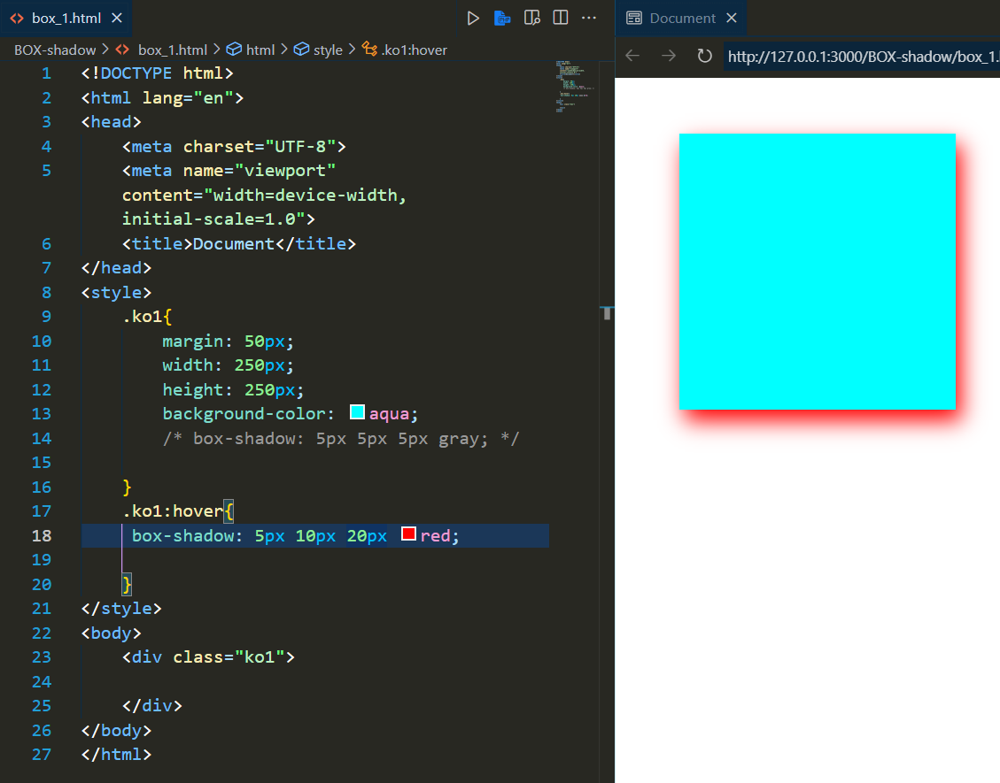 box_1.html
BOX-shadow > box_1.html > html > style > .ko1:hover
1 <!DOCTYPE html>
2 <html lang="en">
3 <head>
4     <meta charset="UTF-8">
5     <meta name="viewport"
    content="width=device-width,
    initial-scale=1.0">
6     <title>Document</title>
7 </head>
8 <style>
9     .ko1{
10         margin: 50px;
11         width: 250px;
12         height: 250px;
13         background-color: aqua;
14         /* box-shadow: 5px 5px 5px gray; */
15
16     }
17     .ko1:hover{
18      box-shadow: 5px 10px 20px red;
19
20     }
21 </style>
22 <body>
23     <div class="ko1">
24
25     </div>
26 </body>
27 </html>
Document
http://127.0.0.1:3000/BOX-shadow/box_1.